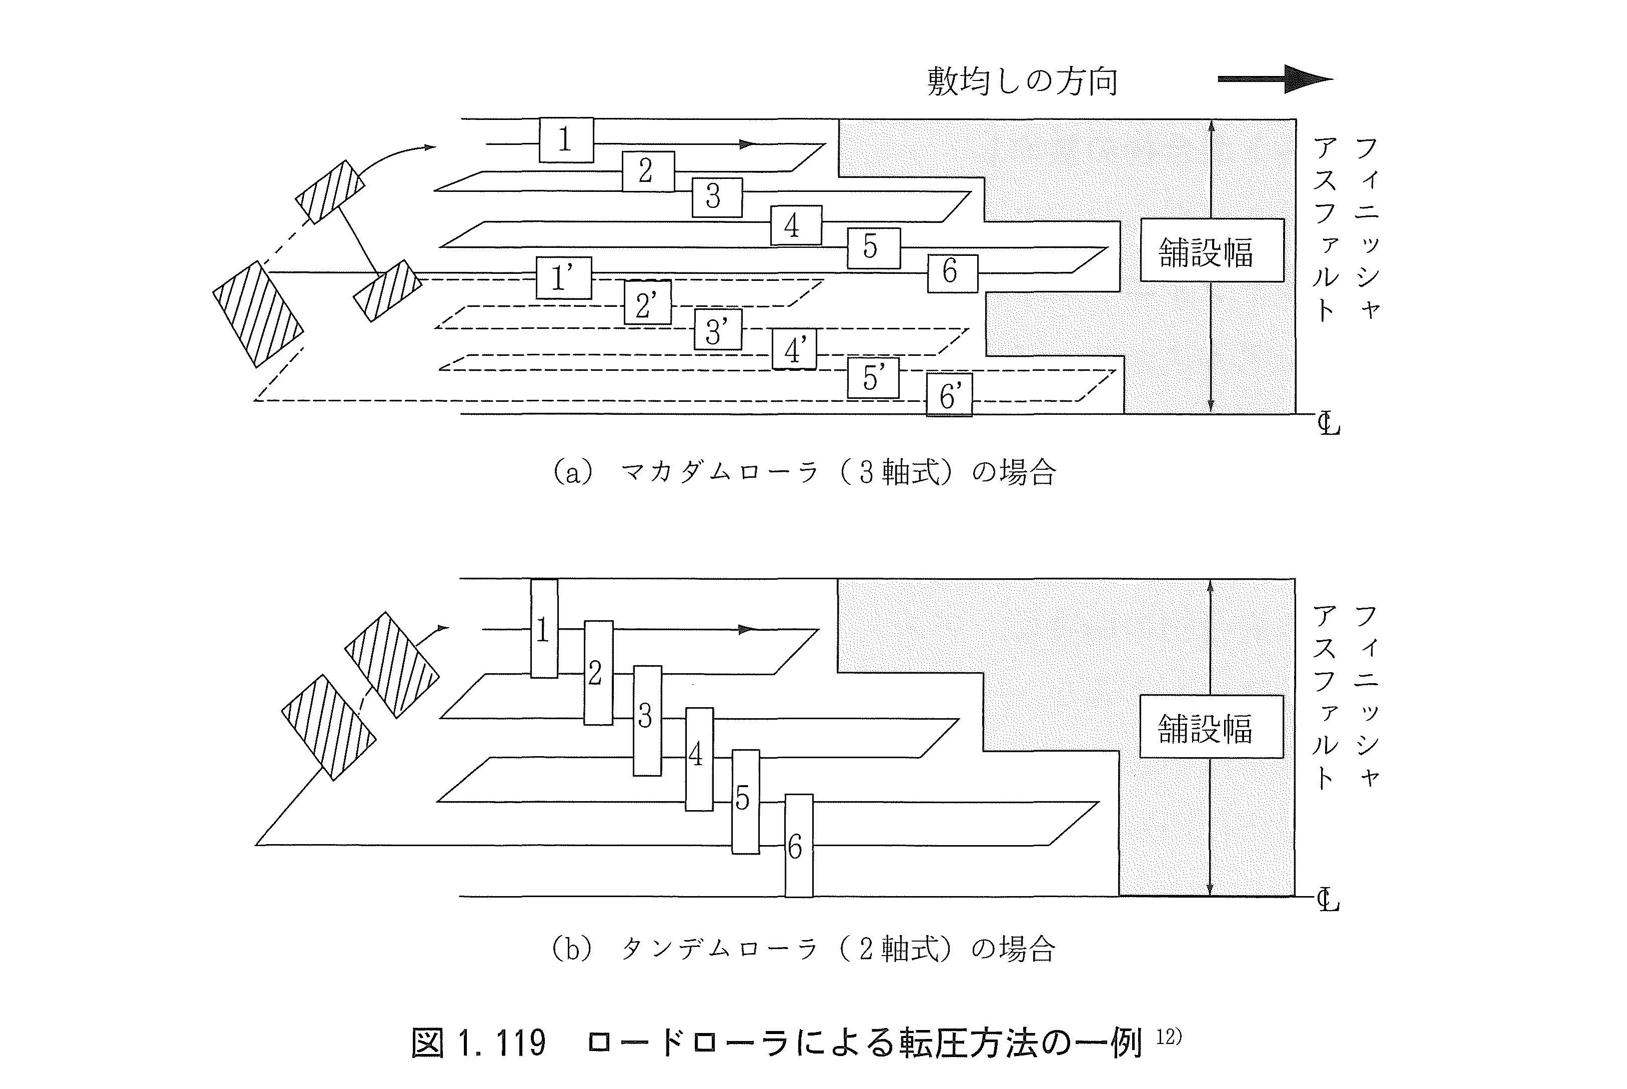 敷均しの方向
1
2
3
4
5
6
1’
2’
3’
4’
5’
6’
舗設幅
アスファルト
フィニッシャ
℄
(a) マカダムローラ（3軸式）の場合
1
2
3
4
5
6
舗設幅
アスファルト
フィニッシャ
℄
(b) タンデムローラ（2軸式）の場合
図1.119 ロードローラによる転圧方法の一例 12)